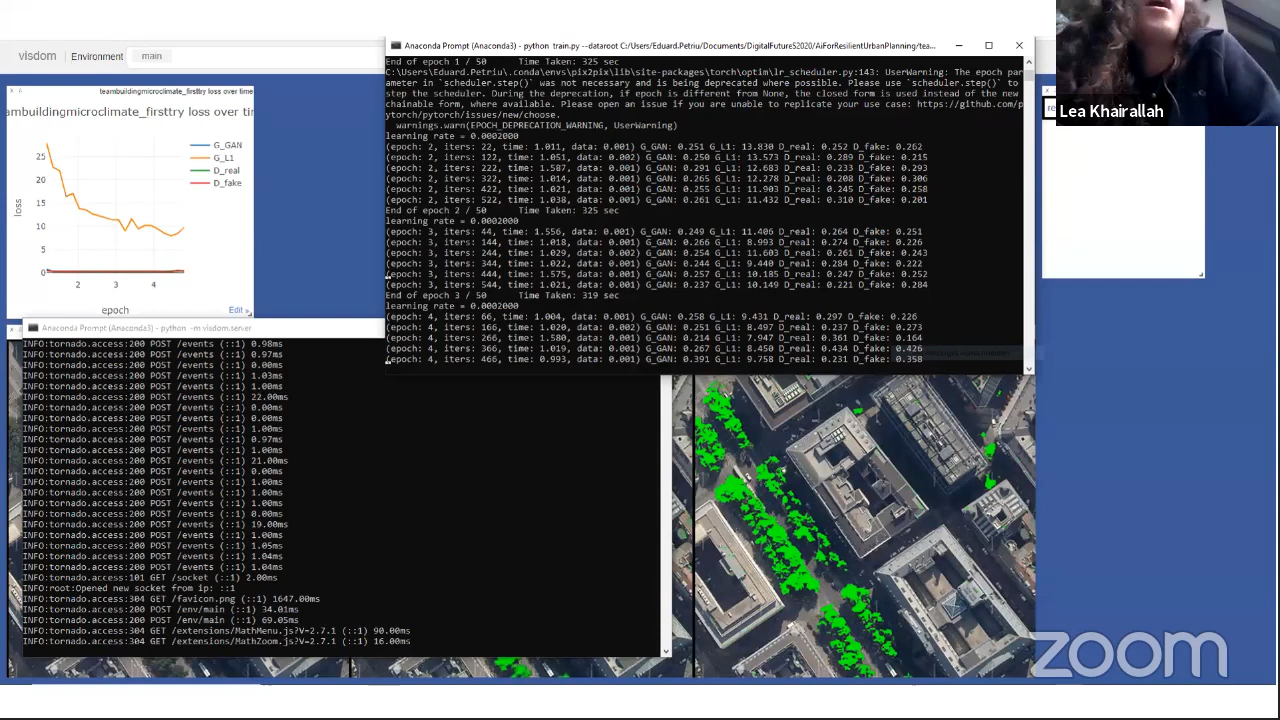 visdom Environment main
teambuildingmicroclimate_firsttry loss over time
eambuildingmicroclimate_firsttry loss over tir
G_GAN
G_L1
D_real
D_fake
25
20
15
10
5
0
loss
2 3 4
epoch
Edit
Anaconda Prompt (Anaconda3) - python train.py --dataroot C:/Users/Eduard.Petriu/Documents/DigitalFutureS2020/AiForResilientUrbanPlanning/tea...
End of epoch 1 / 50 Time Taken: 325 sec
C:\Users\Eduard.Petriu\.conda\envs\pix2pix\lib\site-packages\torch\optim\lr_scheduler.py:143: UserWarning: The epoch par
ameter in `scheduler.step()` was not necessary and is being deprecated where possible. Please use `scheduler.step()` to
step the scheduler. During the deprecation, if epoch is different from None, the closed form is used instead of the new
chainable form, where available. Please open an issue if you are unable to replicate your use case: https://github.com/p
ytorch/pytorch/issues/new/choose.
warnings.warn(EPOCH_DEPRECATION_WARNING, UserWarning)
learning rate = 0.0002000
(epoch: 2, iters: 22, time: 1.011, data: 0.001) G_GAN: 0.251 G_L1: 13.830 D_real: 0.252 D_fake: 0.262
(epoch: 2, iters: 122, time: 1.051, data: 0.002) G_GAN: 0.250 G_L1: 13.573 D_real: 0.289 D_fake: 0.215
(epoch: 2, iters: 222, time: 1.587, data: 0.001) G_GAN: 0.291 G_L1: 12.683 D_real: 0.233 D_fake: 0.293
(epoch: 2, iters: 322, time: 1.014, data: 0.001) G_GAN: 0.265 G_L1: 12.278 D_real: 0.208 D_fake: 0.306
(epoch: 2, iters: 422, time: 1.021, data: 0.001) G_GAN: 0.255 G_L1: 11.903 D_real: 0.245 D_fake: 0.258
(epoch: 2, iters: 522, time: 1.038, data: 0.001) G_GAN: 0.261 G_L1: 11.432 D_real: 0.310 D_fake: 0.201
End of epoch 2 / 50 Time Taken: 325 sec
learning rate = 0.0002000
(epoch: 3, iters: 44, time: 1.556, data: 0.001) G_GAN: 0.249 G_L1: 11.406 D_real: 0.264 D_fake: 0.251
(epoch: 3, iters: 144, time: 1.018, data: 0.001) G_GAN: 0.266 G_L1: 8.993 D_real: 0.274 D_fake: 0.226
(epoch: 3, iters: 244, time: 1.029, data: 0.001) G_GAN: 0.254 G_L1: 11.603 D_real: 0.261 D_fake: 0.243
(epoch: 3, iters: 344, time: 1.022, data: 0.001) G_GAN: 0.244 G_L1: 9.440 D_real: 0.284 D_fake: 0.222
(epoch: 3, iters: 444, time: 1.575, data: 0.001) G_GAN: 0.257 G_L1: 10.185 D_real: 0.247 D_fake: 0.252
(epoch: 3, iters: 544, time: 1.021, data: 0.001) G_GAN: 0.237 G_L1: 10.149 D_real: 0.221 D_fake: 0.284
End of epoch 3 / 50 Time Taken: 319 sec
learning rate = 0.0002000
(epoch: 4, iters: 66, time: 1.004, data: 0.001) G_GAN: 0.258 G_L1: 9.431 D_real: 0.297 D_fake: 0.226
(epoch: 4, iters: 166, time: 1.020, data: 0.002) G_GAN: 0.251 G_L1: 8.497 D_real: 0.237 D_fake: 0.273
(epoch: 4, iters: 266, time: 1.580, data: 0.001) G_GAN: 0.214 G_L1: 7.947 D_real: 0.361 D_fake: 0.164
(epoch: 4, iters: 366, time: 1.019, data: 0.001) G_GAN: 0.267 G_L1: 8.450 D_real: 0.434 D_fake: 0.426
(epoch: 4, iters: 466, time: 0.993, data: 0.001) G_GAN: 0.391 G_L1: 9.758 D_real: 0.231 D_fake: 0.358
Lea Khairallah
Anaconda Prompt (Anaconda3) - python -m visdom.server
INFO:tornado.access:200 POST /events (::1) 0.98ms
INFO:tornado.access:200 POST /events (::1) 0.97ms
INFO:tornado.access:200 POST /events (::1) 0.00ms
INFO:tornado.access:200 POST /events (::1) 1.03ms
INFO:tornado.access:200 POST /events (::1) 1.00ms
INFO:tornado.access:200 POST /events (::1) 22.00ms
INFO:tornado.access:200 POST /events (::1) 0.00ms
INFO:tornado.access:200 POST /events (::1) 0.00ms
INFO:tornado.access:200 POST /events (::1) 1.00ms
INFO:tornado.access:200 POST /events (::1) 0.97ms
INFO:tornado.access:200 POST /events (::1) 1.00ms
INFO:tornado.access:200 POST /events (::1) 21.00ms
INFO:tornado.access:200 POST /events (::1) 0.00ms
INFO:tornado.access:200 POST /events (::1) 1.00ms
INFO:tornado.access:200 POST /events (::1) 1.00ms
INFO:tornado.access:200 POST /events (::1) 1.00ms
INFO:tornado.access:200 POST /events (::1) 0.00ms
INFO:tornado.access:200 POST /events (::1) 19.00ms
INFO:tornado.access:200 POST /events (::1) 1.00ms
INFO:tornado.access:200 POST /events (::1) 1.05ms
INFO:tornado.access:200 POST /events (::1) 1.04ms
INFO:tornado.access:200 POST /events (::1) 1.04ms
INFO:tornado.access:101 GET /socket (::1) 2.00ms
INFO:root:Opened new socket from ip: ::1
INFO:tornado.access:304 GET /favicon.png (::1) 1647.00ms
INFO:tornado.access:200 POST /env/main (::1) 34.01ms
INFO:tornado.access:200 POST /env/main (::1) 69.05ms
INFO:tornado.access:304 GET /extensions/MathMenu.js?V=2.7.1 (::1) 90.00ms
INFO:tornado.access:304 GET /extensions/MathZoom.js?V=2.7.1 (::1) 16.00ms
zoom